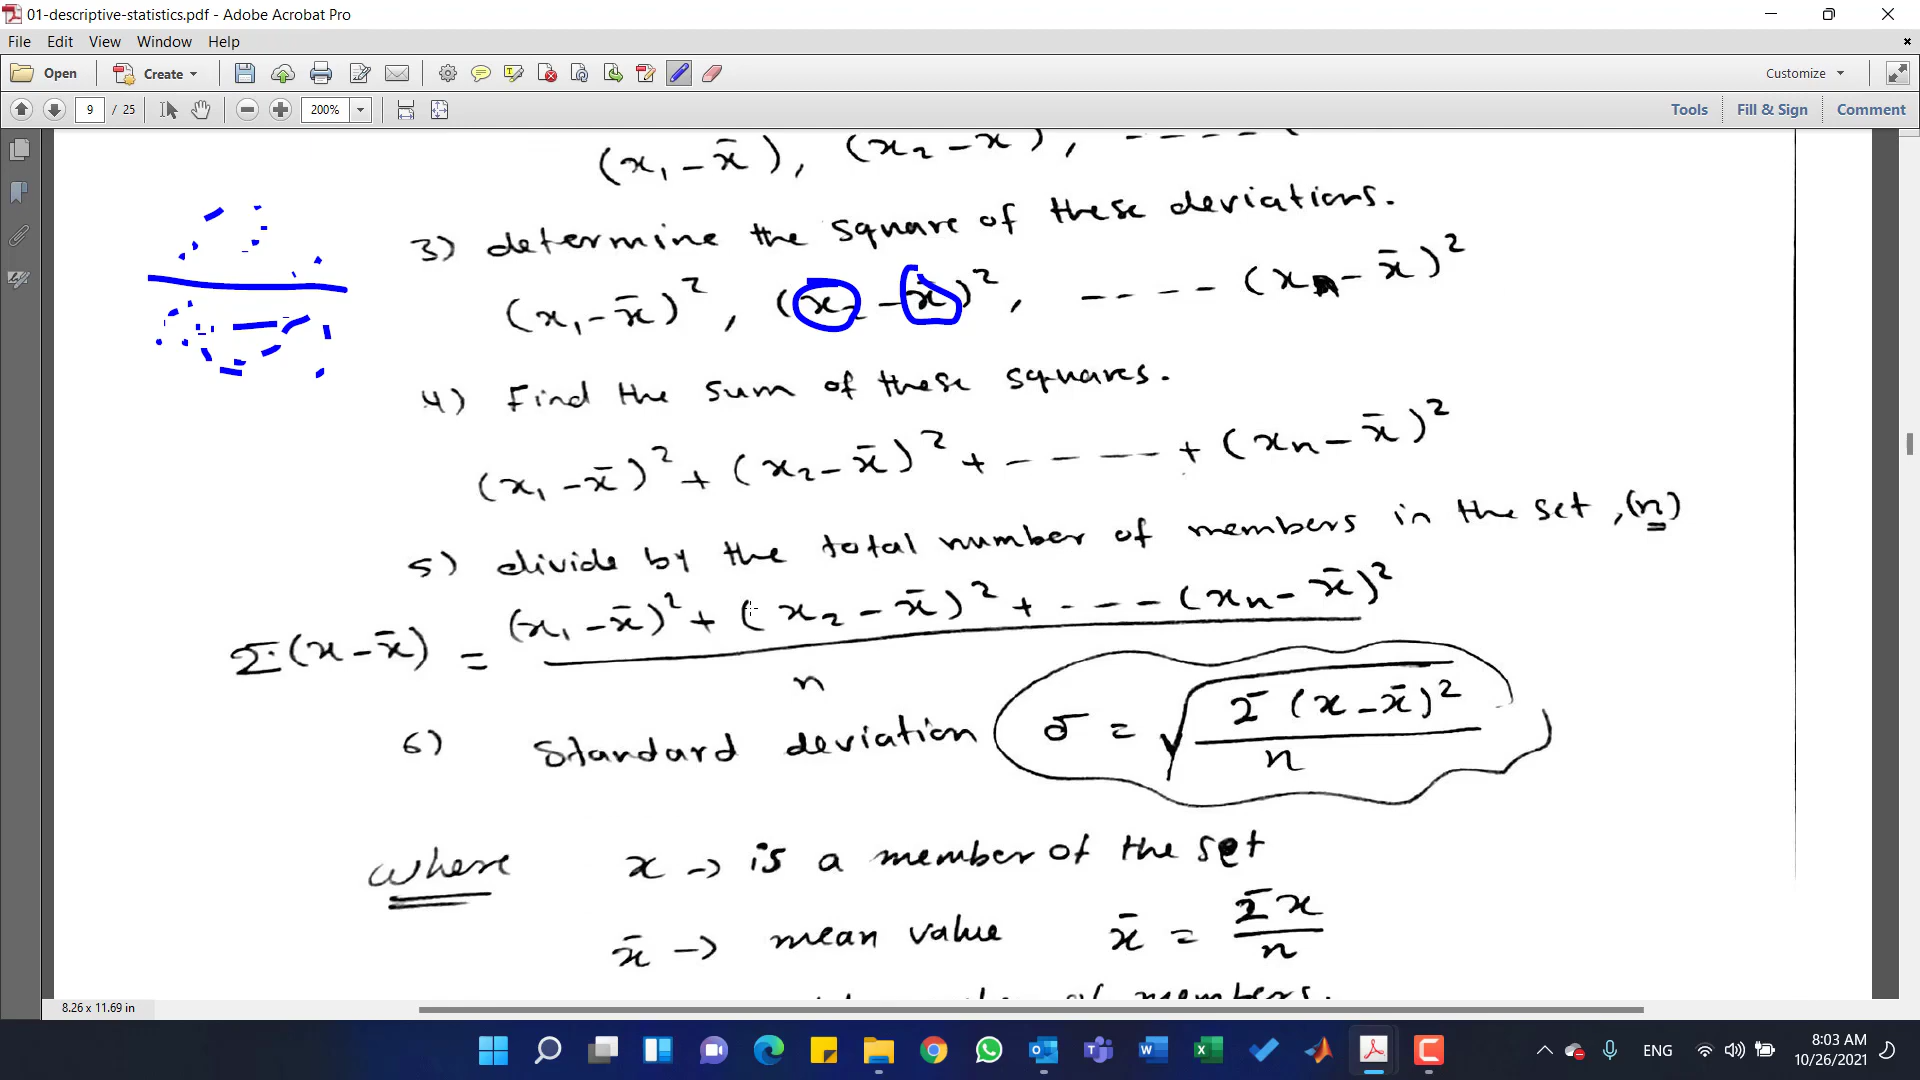 01-descriptive-statistics.pdf - Adobe Acrobat Pro
File Edit View Window Help
Open Create Customize
9 / 25 200% Tools Fill & Sign Comment
(x₁ - x̄), (x₂ - x), - - - - (
3) determine the square of these deviations.
(x₁ - x̄)², (x₂ - x̄)², - - - - (xn - x̄)²
4) Find the sum of these squares.
(x₁ - x̄)² + (x₂ - x̄)² + - - - - - + (xn - x̄)²
5) divide by the total number of members in the set, (n)
Σ(x - x̄) = (x₁ - x̄)² + (x₂ - x̄)² + - - - - (xn - x̄)²
n
6) Standard deviation σ = √ Σ (x - x̄)² / n
where x → is a member of the set
x̄ → mean value x̄ = Σx / n
of members.
8.26 x 11.69 in
ENG
8:03 AM
10/26/2021